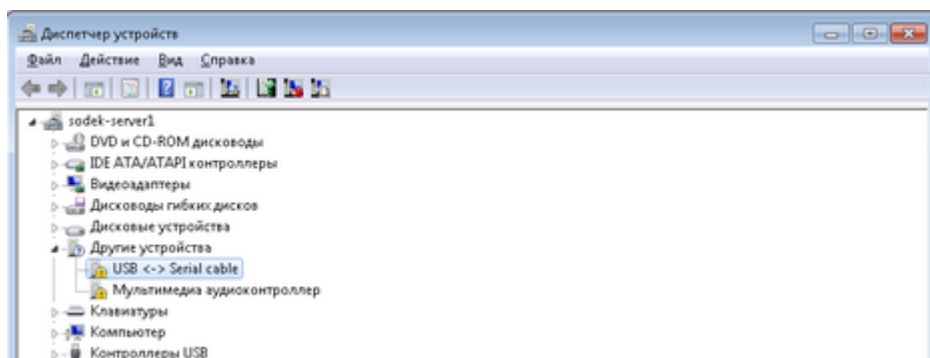 Диспетчер устройств
Файл Действие Вид Справка
sodek-server1
DVD и CD-ROM дисководы
IDE ATA/ATAPI контроллеры
Видеоадаптеры
Дисководы гибких дисков
Дисковые устройства
Другие устройства
USB <-> Serial cable
Мультимедиа аудиоконтроллер
Клавиатуры
Компьютер
Контроллеры USB